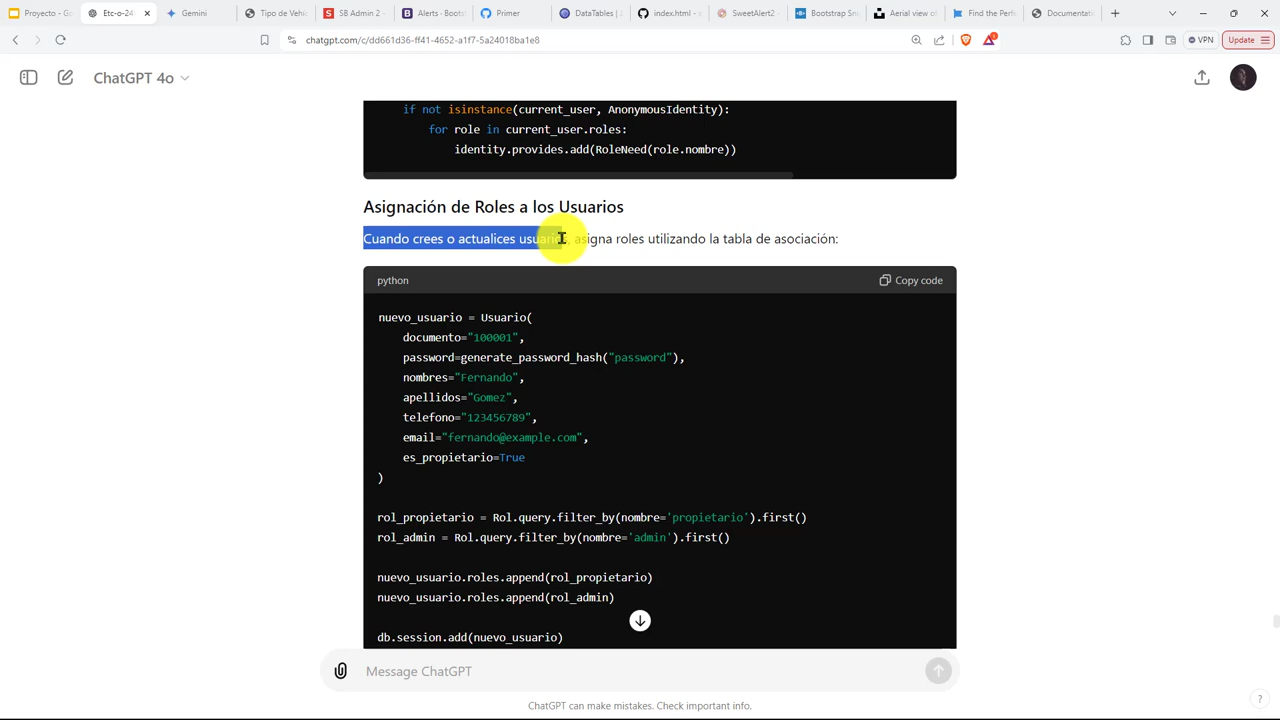 Proyecto - G
Etc-o-24
Gemini
Tipo de Vehic
SB Admin 2 -
Alerts · Boots
Primer
DataTables | 
index.html - s
SweetAlert2 -
Bootstrap Sni
Aerial view of
Find the Perf
Documentati
chatgpt.com/c/dd661d36-ff41-4652-a1f7-5a24018ba1e8
1
VPN
Update
ChatGPT 4o
if not isinstance(current_user, AnonymousIdentity):
for role in current_user.roles:
identity.provides.add(RoleNeed(role.nombre))
Asignación de Roles a los Usuarios
Cuando crees o actualices usuarios, asigna roles utilizando la tabla de asociación:
python
Copy code
nuevo_usuario = Usuario(
documento="100001",
password=generate_password_hash("password"),
nombres="Fernando",
apellidos="Gomez",
telefono="123456789",
email="fernando@example.com",
es_propietario=True
)
rol_propietario = Rol.query.filter_by(nombre='propietario').first()
rol_admin = Rol.query.filter_by(nombre='admin').first()
nuevo_usuario.roles.append(rol_propietario)
nuevo_usuario.roles.append(rol_admin)
db.session.add(nuevo_usuario)
Message ChatGPT
ChatGPT can make mistakes. Check important info.
?